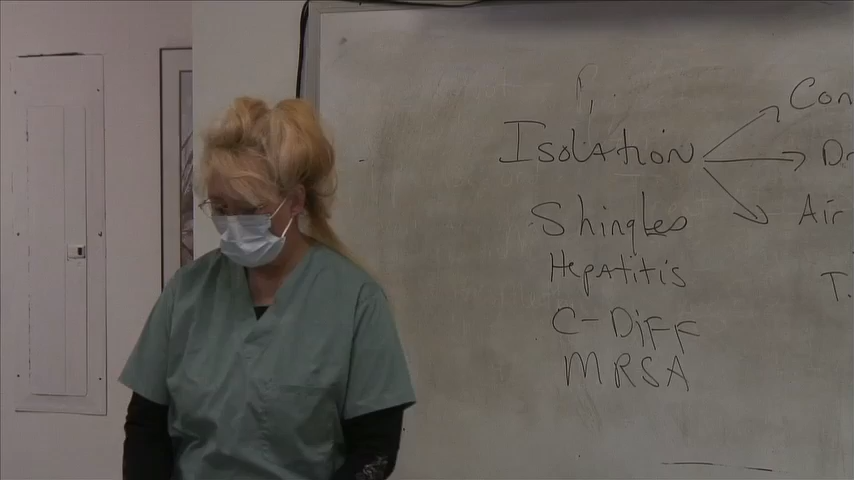 Con
Isolation
Dr
Air
Shingles
Hepatitis
T.
C-Diff
MRSA